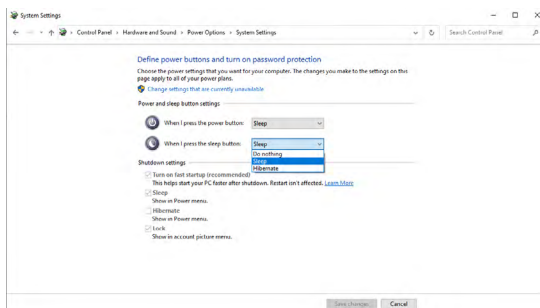 System Settings
Control Panel > Hardware and Sound > Power Options > System Settings
Search Control Panel
Define power buttons and turn on password protection
Choose the power settings that you want for your computer. The changes you make to the settings on this
page apply to all of your power plans.
Change settings that are currently unavailable
Power and sleep button settings
When I press the power button: Sleep
When I press the sleep button: Sleep
Do nothing
Sleep
Hibernate
Shutdown settings
Turn on fast startup (recommended)
This helps start your PC faster after shutdown. Restart isn't affected. Learn More
Sleep
Show in Power menu.
Hibernate
Show in Power menu.
Lock
Show in account picture menu.
Save changes Cancel